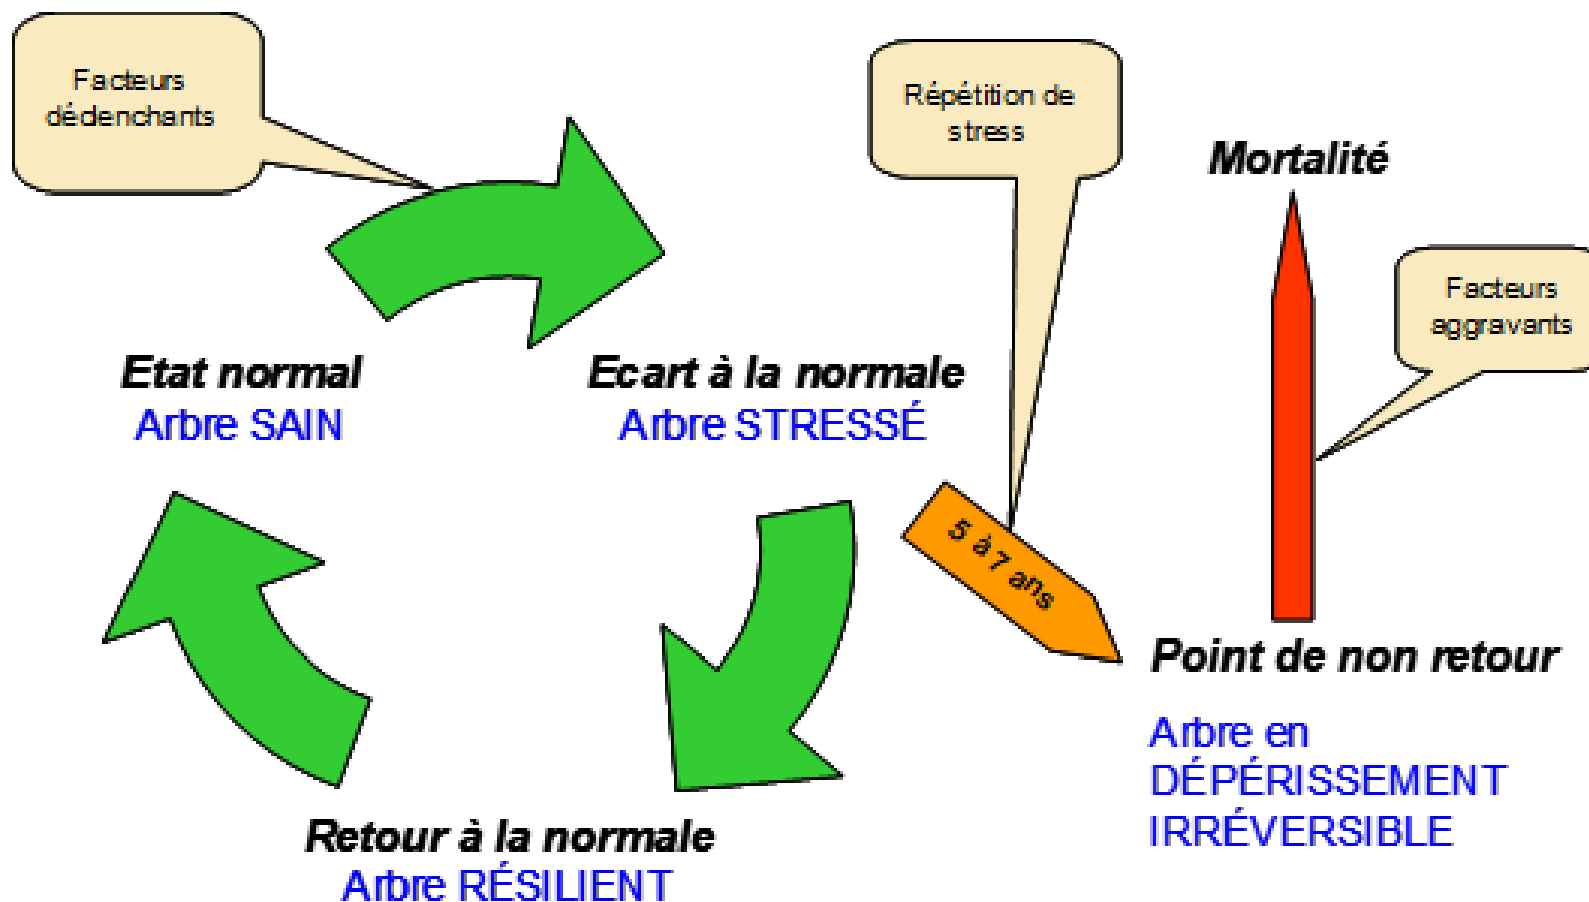 Facteurs
dédenchants
Répétition de
stress
Mortalité
Facteurs
aggravants
Etat normal
Arbre SAIN
Ecart à la normale
Arbre STRESSÉ
5 à 7 ans
Point de non retour
Arbre en
DÉPÉRISSEMENT
IRRÉVERSIBLE
Retour à la normale
Arbre RÉSILIENT